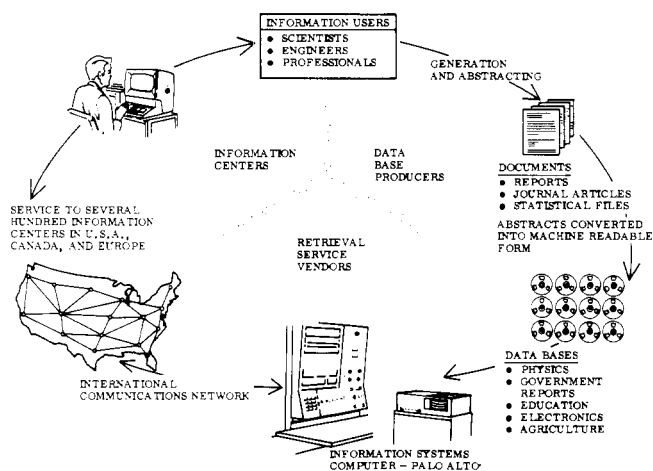 INFORMATION USERS
• SCIENTISTS
• ENGINEERS
• PROFESSIONALS
GENERATION
AND ABSTRACTING
DOCUMENTS
• REPORTS
• JOURNAL ARTICLES
• STATISTICAL FILES
ABSTRACTS CONVERTED
INTO MACHINE READABLE
FORM
INFORMATION
CENTERS
DATA
BASE
PRODUCERS
RETRIEVAL
SERVICE
VENDORS
SERVICE TO SEVERAL
HUNDRED INFORMATION
CENTERS IN U.S.A.,
CANADA, AND EUROPE
INTERNATIONAL
COMMUNICATIONS NETWORK
DATA BASES
• PHYSICS
• GOVERNMENT
REPORTS
• EDUCATION
• ELECTRONICS
• AGRICULTURE
INFORMATION SYSTEMS
COMPUTER – PALO ALTO